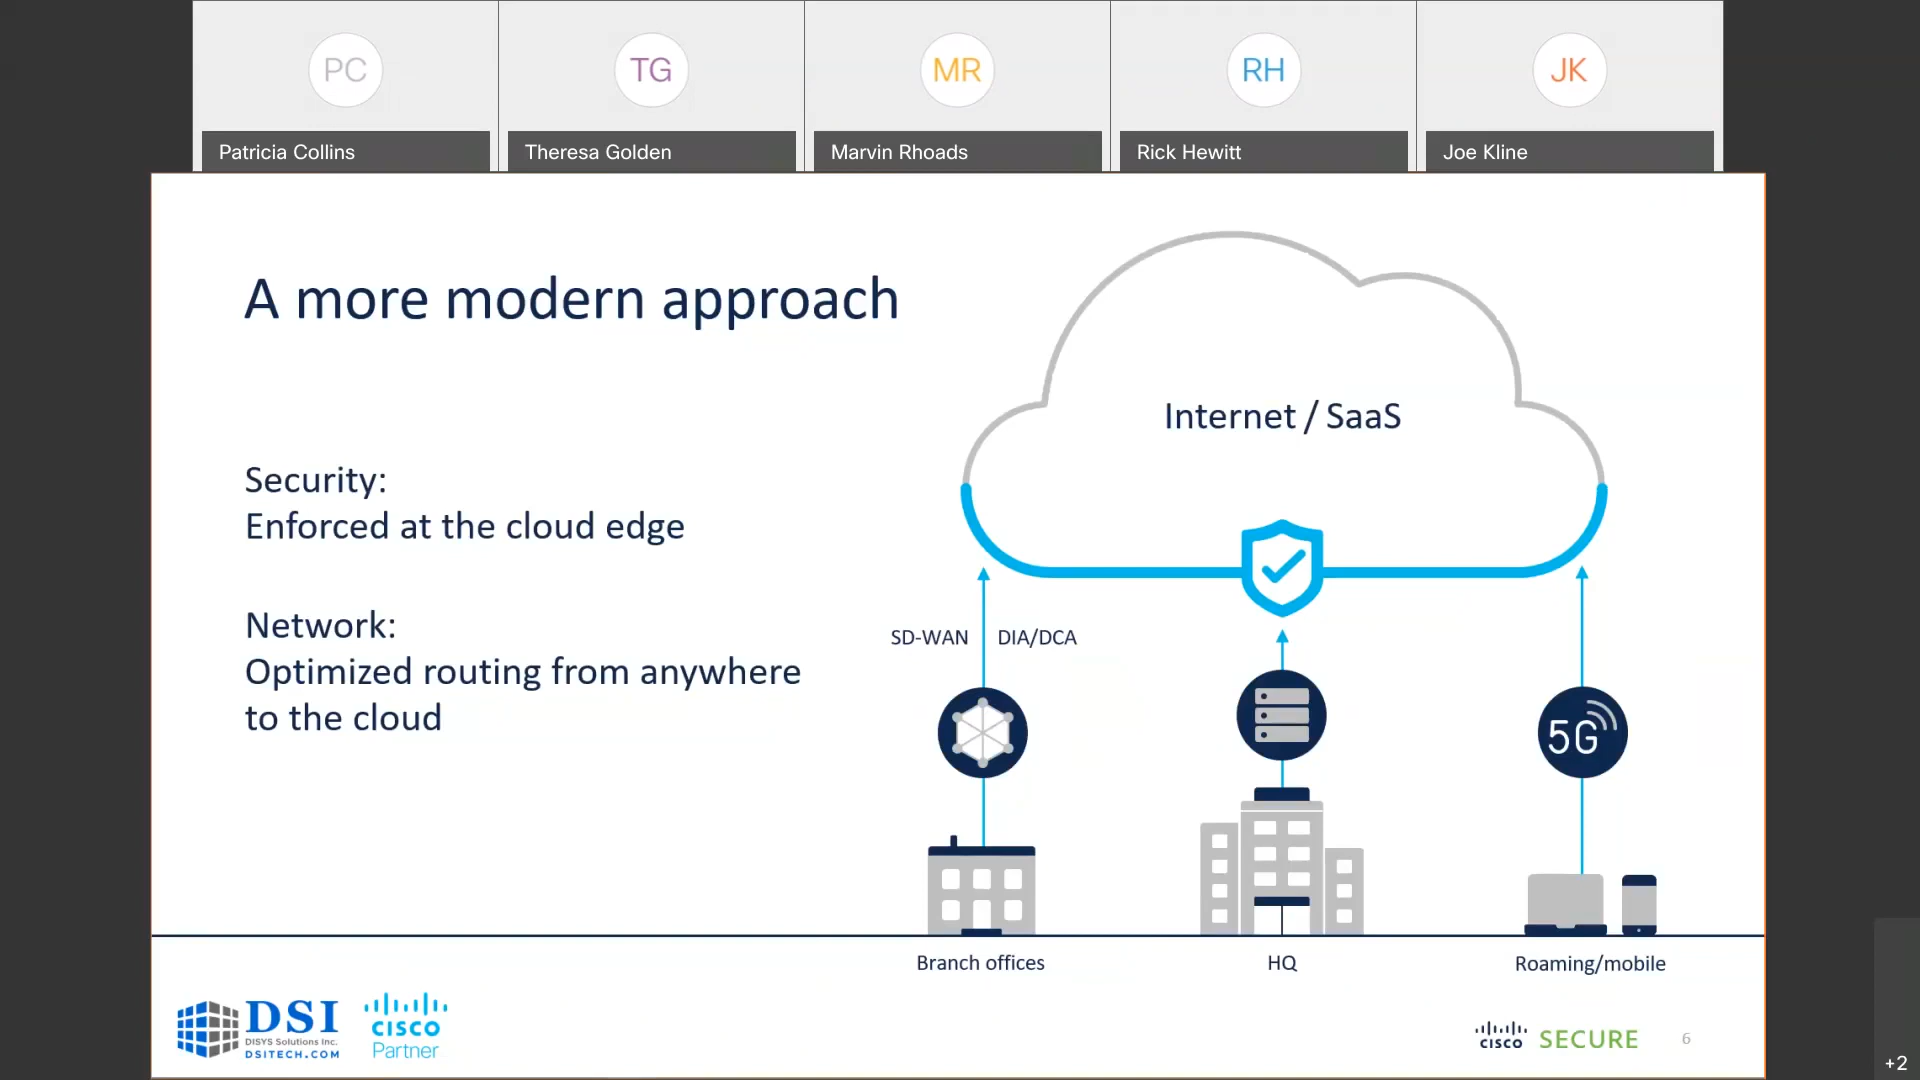 PC
TG
MR
RH
JK
Patricia Collins
Theresa Golden
Marvin Rhoads
Rick Hewitt
Joe Kline
A more modern approach
Internet / SaaS
Security:
Enforced at the cloud edge
Network:
Optimized routing from anywhere
to the cloud
SD-WAN
DIA/DCA
5G
Branch offices
HQ
Roaming/mobile
DSI
DISYS Solutions Inc.
DSITECH.COM
CISCO
Partner
CISCO
SECURE
6
+2